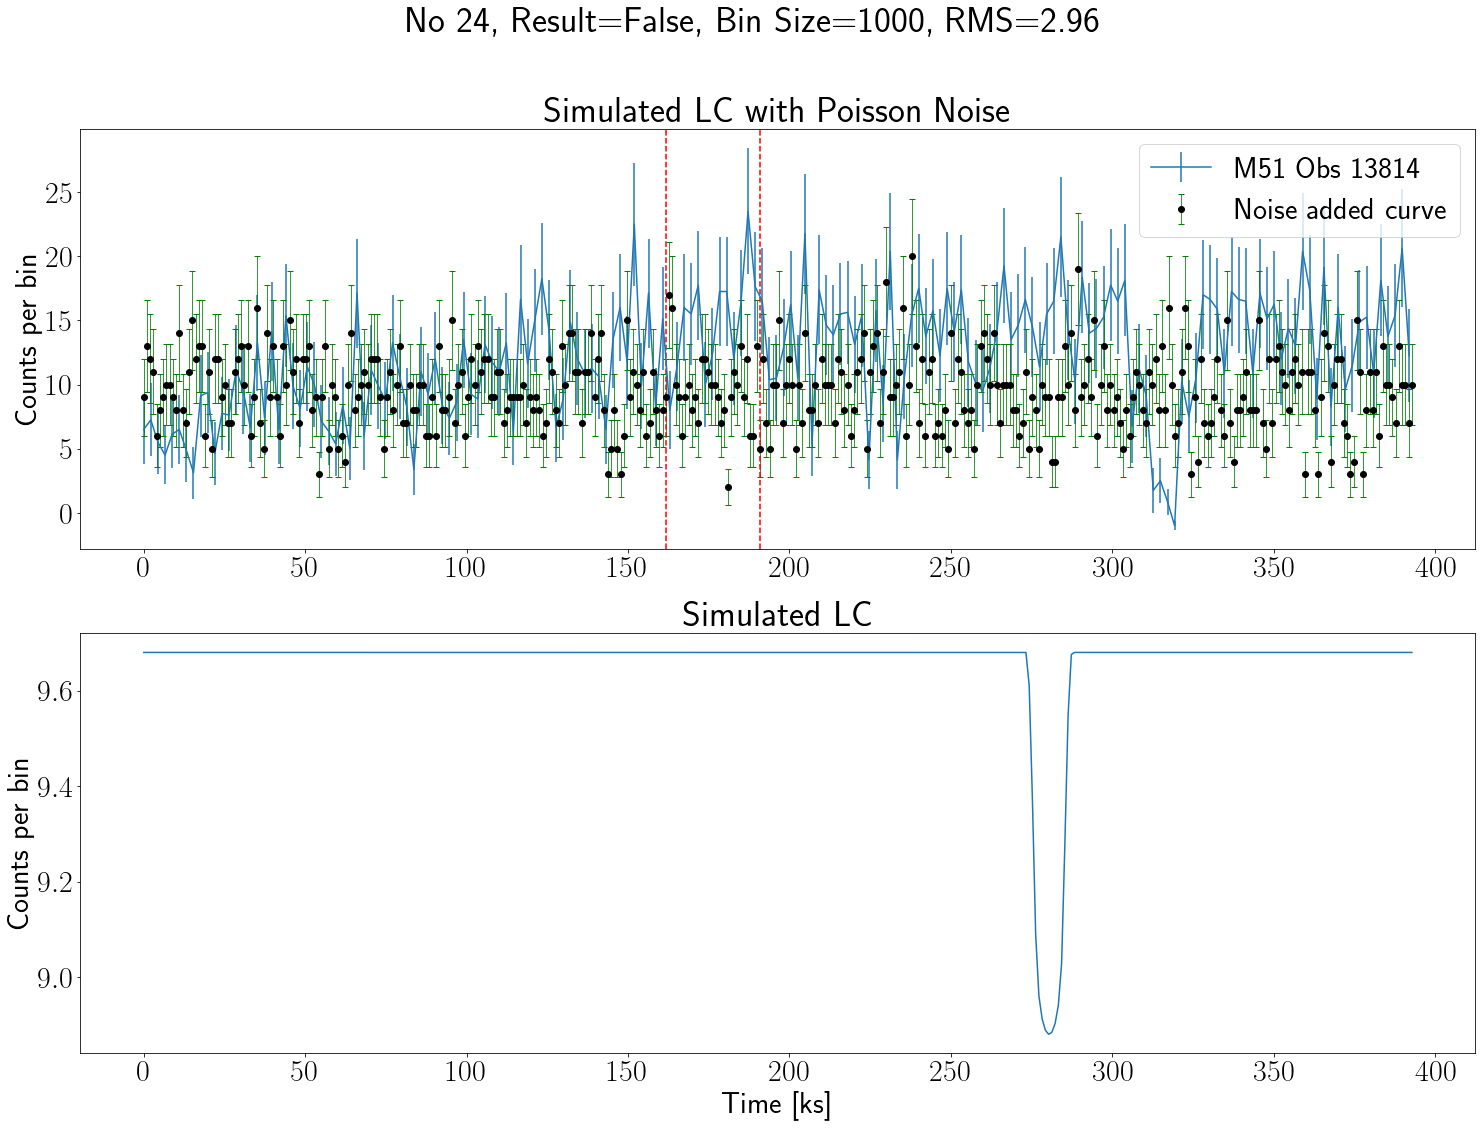 No 24, Result=False, Bin Size=1000, RMS=2.96
Simulated LC with Poisson Noise
Counts per bin
25
20
15
10
5
0
M51 Obs 13814
Noise added curve
0 50 100 150 200 250 300 350 400
Simulated LC
Counts per bin
9.6
9.4
9.2
9.0
0 50 100 150 200 250 300 350 400
Time [ks]